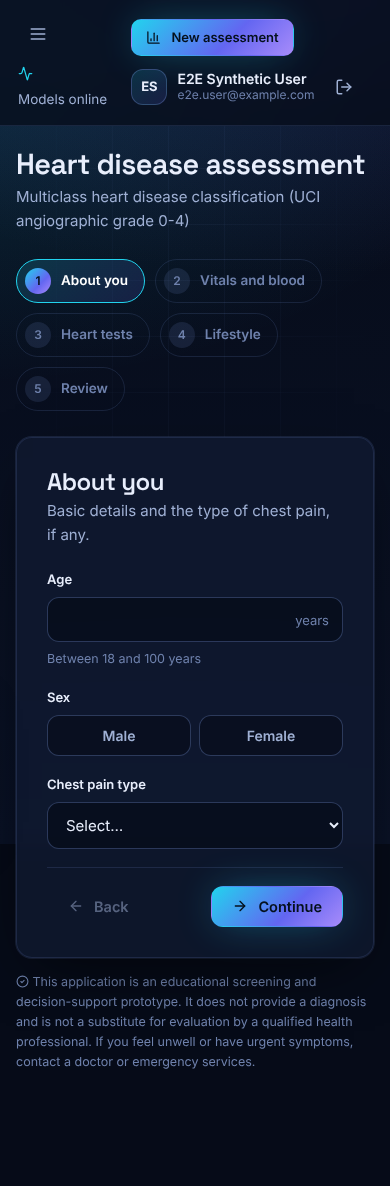 New assessment
Models online
ES
E2E Synthetic User
e2e.user@example.com
Heart disease assessment
Multiclass heart disease classification (UCI
angiographic grade 0-4)
1 About you
2 Vitals and blood
3 Heart tests
4 Lifestyle
5 Review
About you
Basic details and the type of chest pain,
if any.
Age
years
Between 18 and 100 years
Sex
Male
Female
Chest pain type
Select...
Back
Continue
This application is an educational screening and
decision-support prototype. It does not provide a diagnosis
and is not a substitute for evaluation by a qualified health
professional. If you feel unwell or have urgent symptoms,
contact a doctor or emergency services.